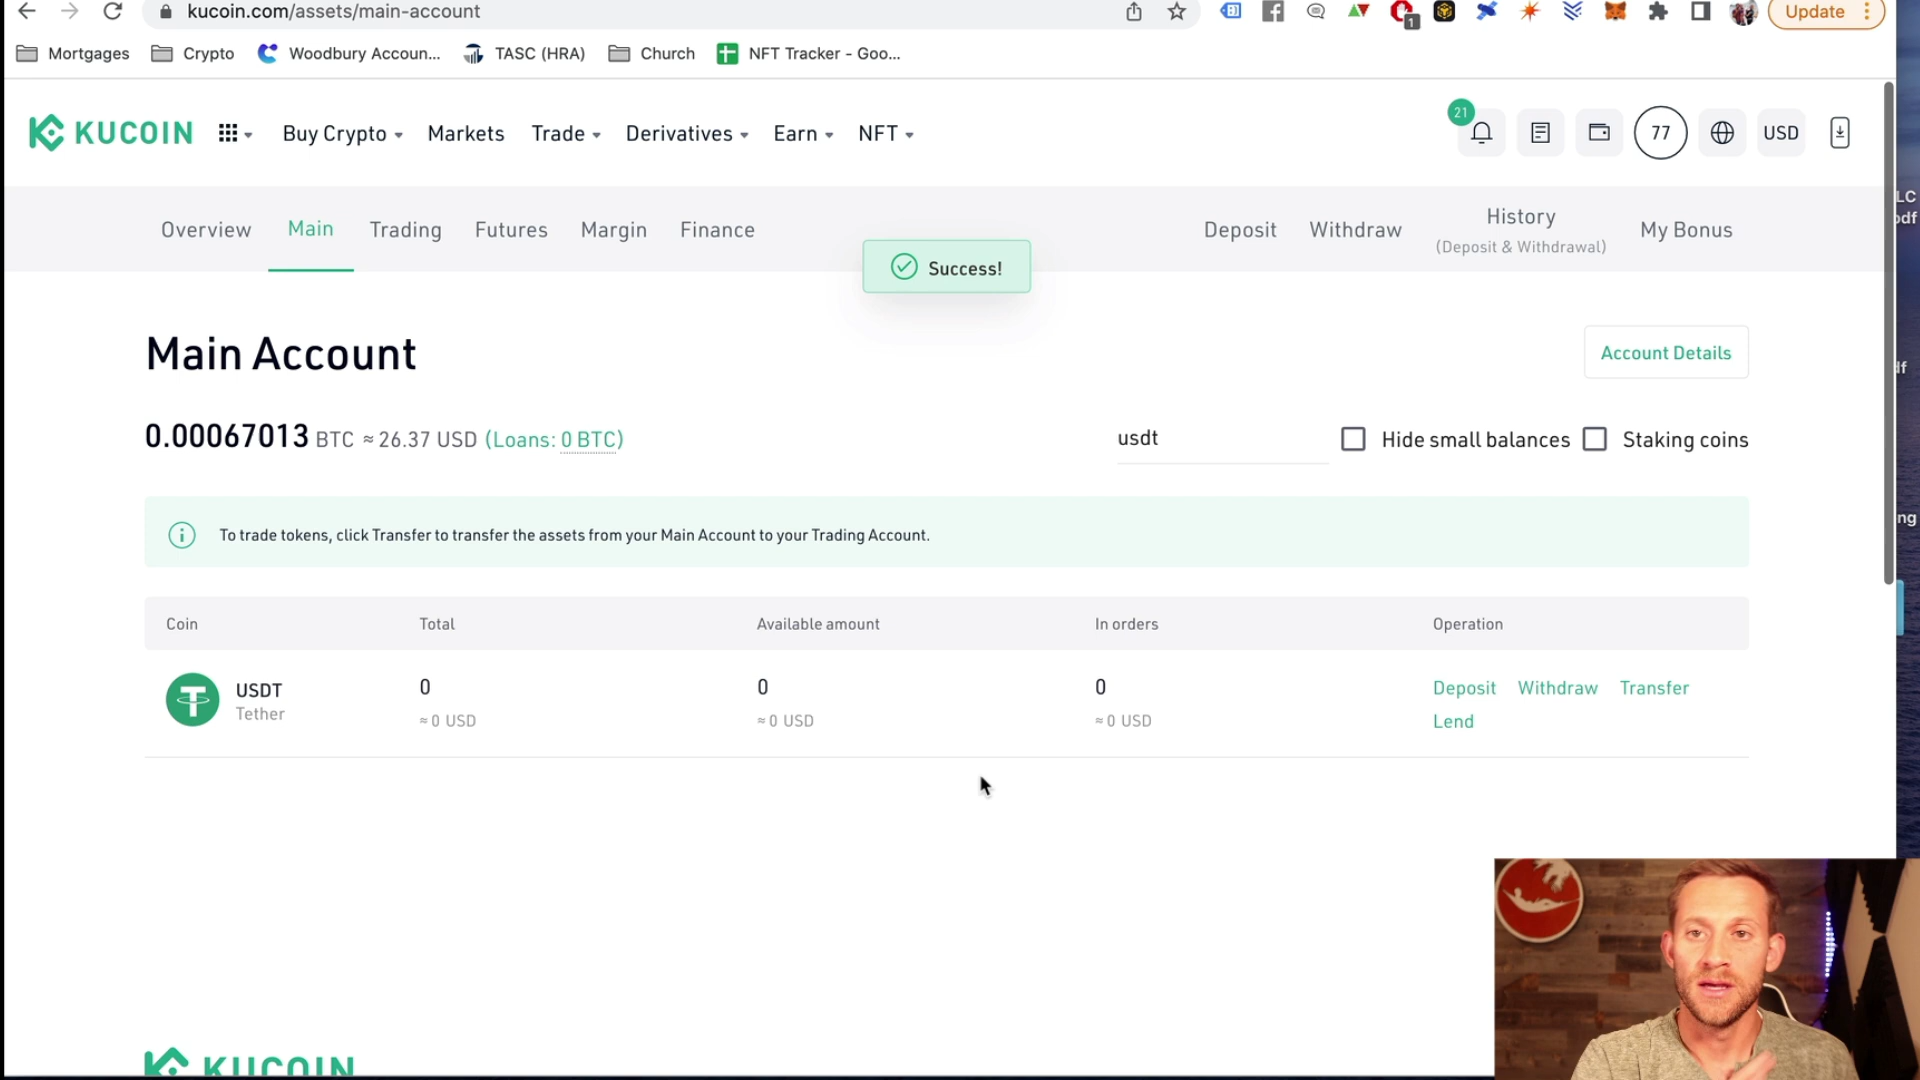 kucoin.com/assets/main-account
1
Update
Mortgages
Crypto
Woodbury Accoun...
TASC (HRA)
Church
NFT Tracker - Goo...
KUCOIN
Buy Crypto
Markets
Trade
Derivatives
Earn
NFT
21
77
USD
Overview
Main
Trading
Futures
Margin
Finance
Deposit
Withdraw
History
(Deposit & Withdrawal)
My Bonus
Success!
Main Account
Account Details
0.00067013 BTC ≈ 26.37 USD (Loans: 0 BTC)
usdt
Hide small balances
Staking coins
To trade tokens, click Transfer to transfer the assets from your Main Account to your Trading Account.
Coin
Total
Available amount
In orders
Operation
USDT
Tether
0
≈ 0 USD
0
≈ 0 USD
0
≈ 0 USD
Deposit
Withdraw
Transfer
Lend
KUCOIN